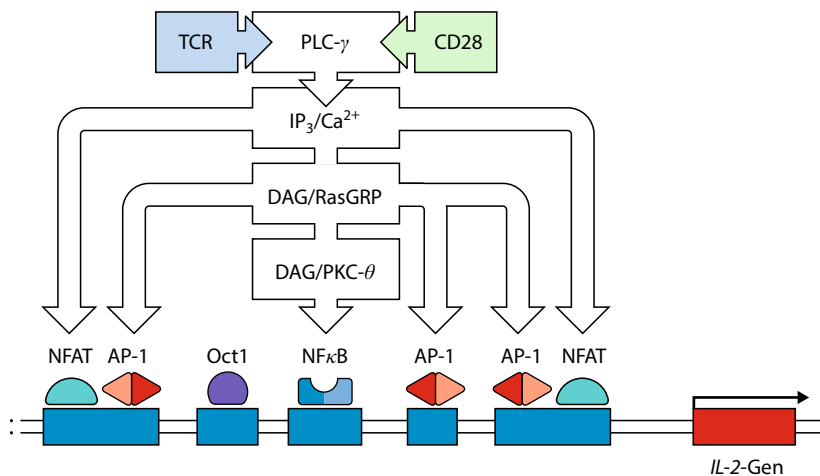 TCR
PLC-γ
CD28
IP₃/Ca²⁺
DAG/RasGRP
DAG/PKC-θ
NFAT
AP-1
Oct1
NFκB
AP-1
AP-1
NFAT
IL-2-Gen